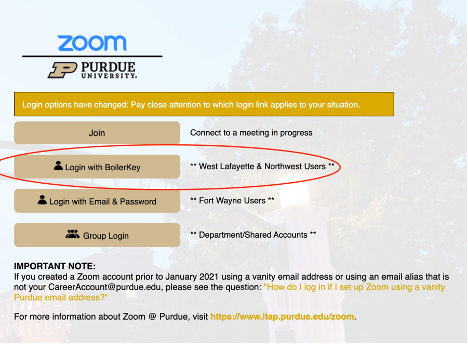 zoom
PURDUE
UNIVERSITY®
Login options have changed: Pay close attention to which login link applies to your situation.
Join Connect to a meeting in progress
Login with BoilerKey ** West Lafayette & Northwest Users **
Login with Email & Password ** Fort Wayne Users **
Group Login ** Department/Shared Accounts **
IMPORTANT NOTE:
If you created a Zoom account prior to January 2021 using a vanity email address or using an email alias that is
not your CareerAccount@purdue.edu, please see the question: "How do I log in if I set up Zoom using a vanity
Purdue email address?"
For more information about Zoom @ Purdue, visit https://www.itap.purdue.edu/zoom.